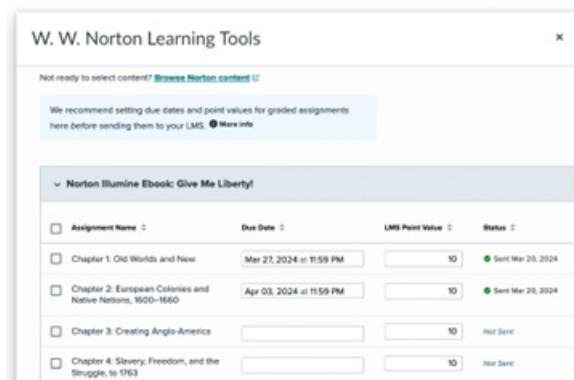 W. W. Norton Learning Tools
Not ready to select content? Browse Norton content
We recommend setting due dates and point values for graded assignments
here before sending them to your LMS. More info
Norton Illumine Ebook: Give Me Liberty!
Assignment Name Due Date LMS Point Value Status
Chapter 1: Old Worlds and New Mar 27, 2024 at 11:59 PM 10 Sent Mar 20, 2024
Chapter 2: European Colonies and
Native Nations, 1600–1660 Apr 03, 2024 at 11:59 PM 10 Sent Mar 20, 2024
Chapter 3: Creating Anglo-America 10 Not Sent
Chapter 4: Slavery, Freedom, and the
Struggle, to 1763 10 Not Sent